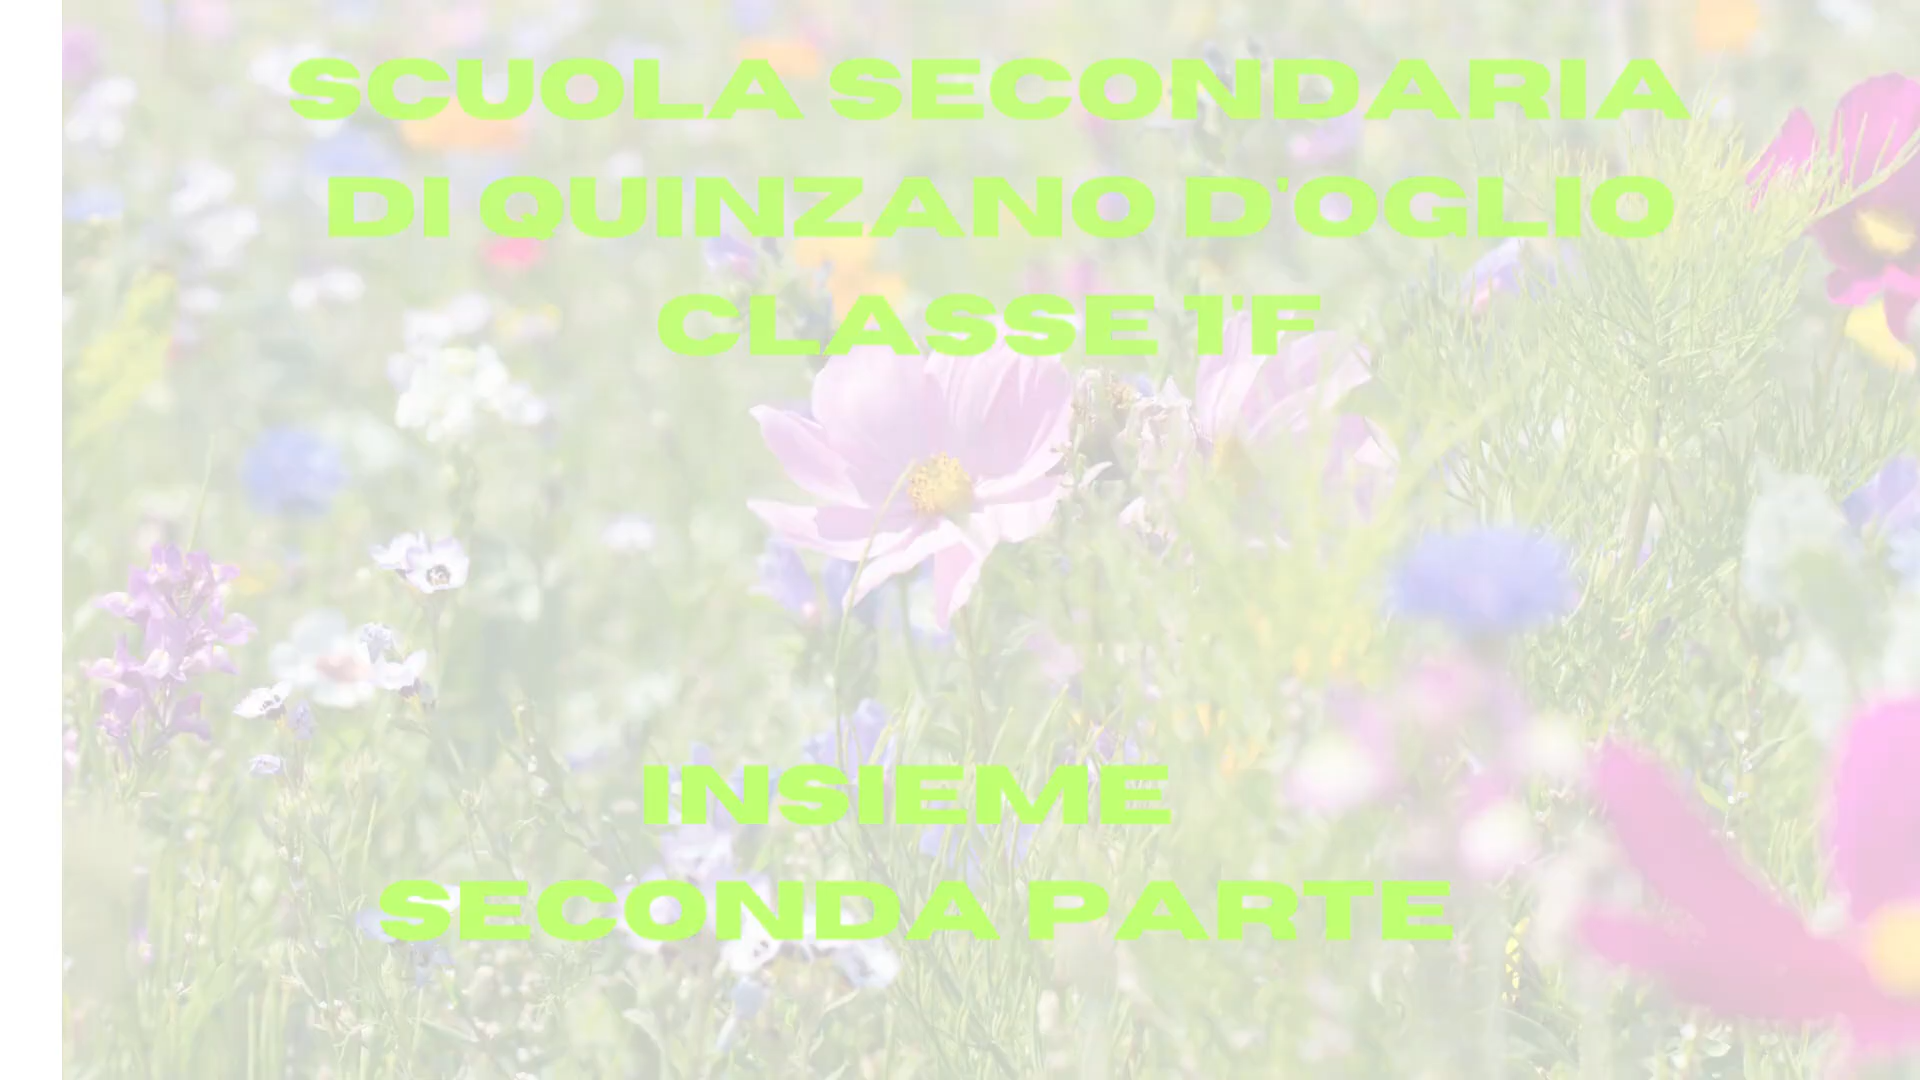 SCUOLA SECONDARIA
DI QUINZANO D'OGLIO
CLASSE 1'F
INSIEME
SECONDA PARTE